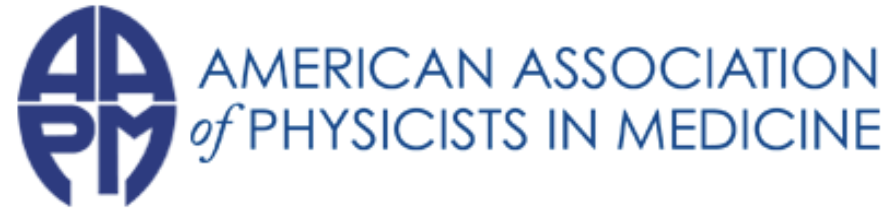 AA
PM
AMERICAN ASSOCIATION
of PHYSICISTS IN MEDICINE